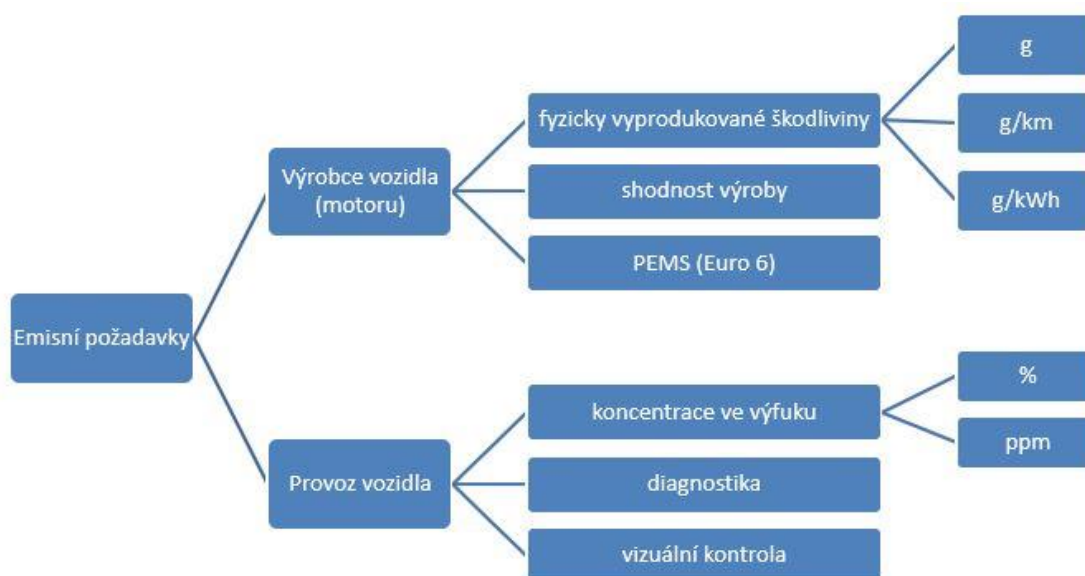 Emisní požadavky
Výrobce vozidla
(motoru)
fyzicky vyprodukované škodliviny
g
g/km
g/kWh
shodnost výroby
PEMS (Euro 6)
Provoz vozidla
koncentrace ve výfuku
%
ppm
diagnostika
vizuální kontrola